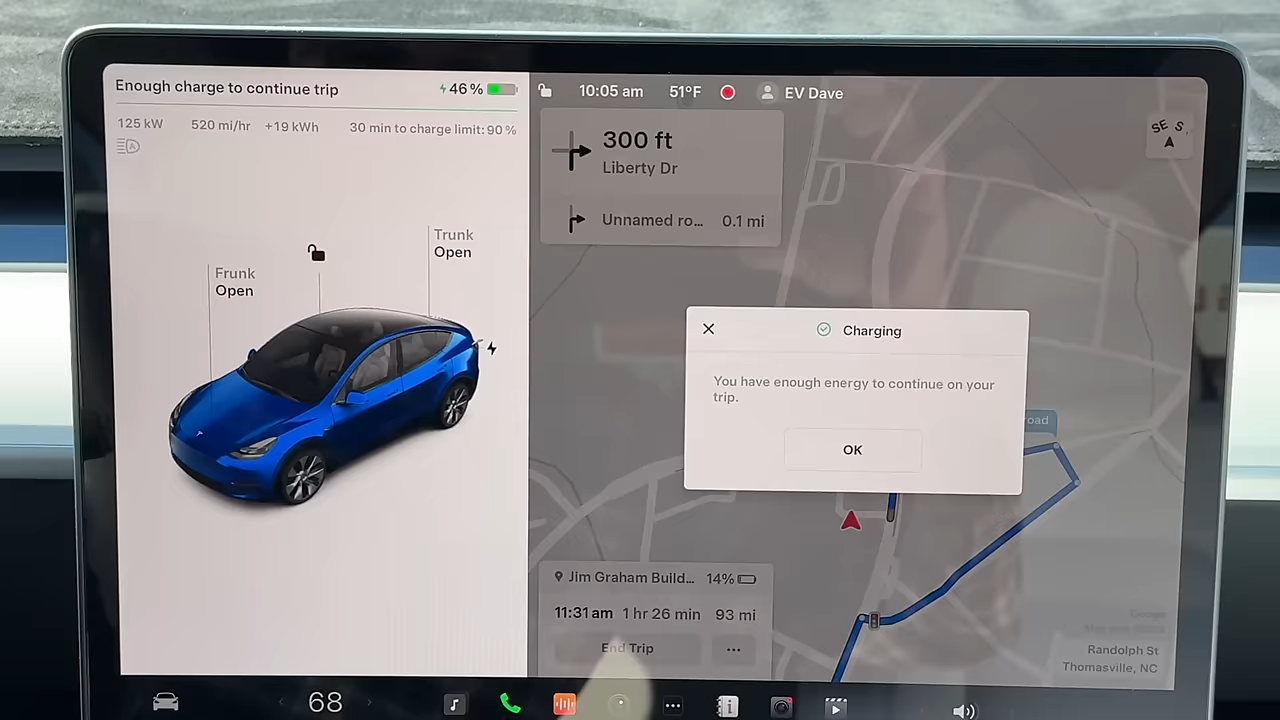 Enough charge to continue trip
46%
125 kW 520 mi/hr +19 kWh 30 min to charge limit: 90 %
Trunk
Open
Frunk
Open
10:05 am 51°F EV Dave
300 ft
Liberty Dr
Unnamed ro... 0.1 mi
SE S
Charging
You have enough energy to continue on your
trip.
OK
road
Jim Graham Build... 14%
11:31 am 1 hr 26 min 93 mi
End Trip
Randolph St
Thomasville, NC
68